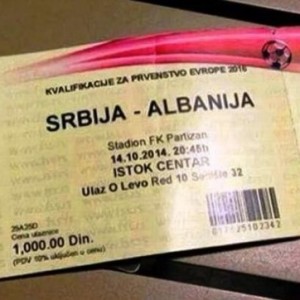 KVALIFIKACIJE ZA PRVENSTVO EVROPE 2016
SRBIJA - ALBANIJA
Stadion FK Partizan
14.10.2014, 20:45h
ISTOK CENTAR
Ulaz O Levo Red 10 Sedište 32
Cena ulaznice
1,000.00 Din.
(PDV 10% uključen u cenu)